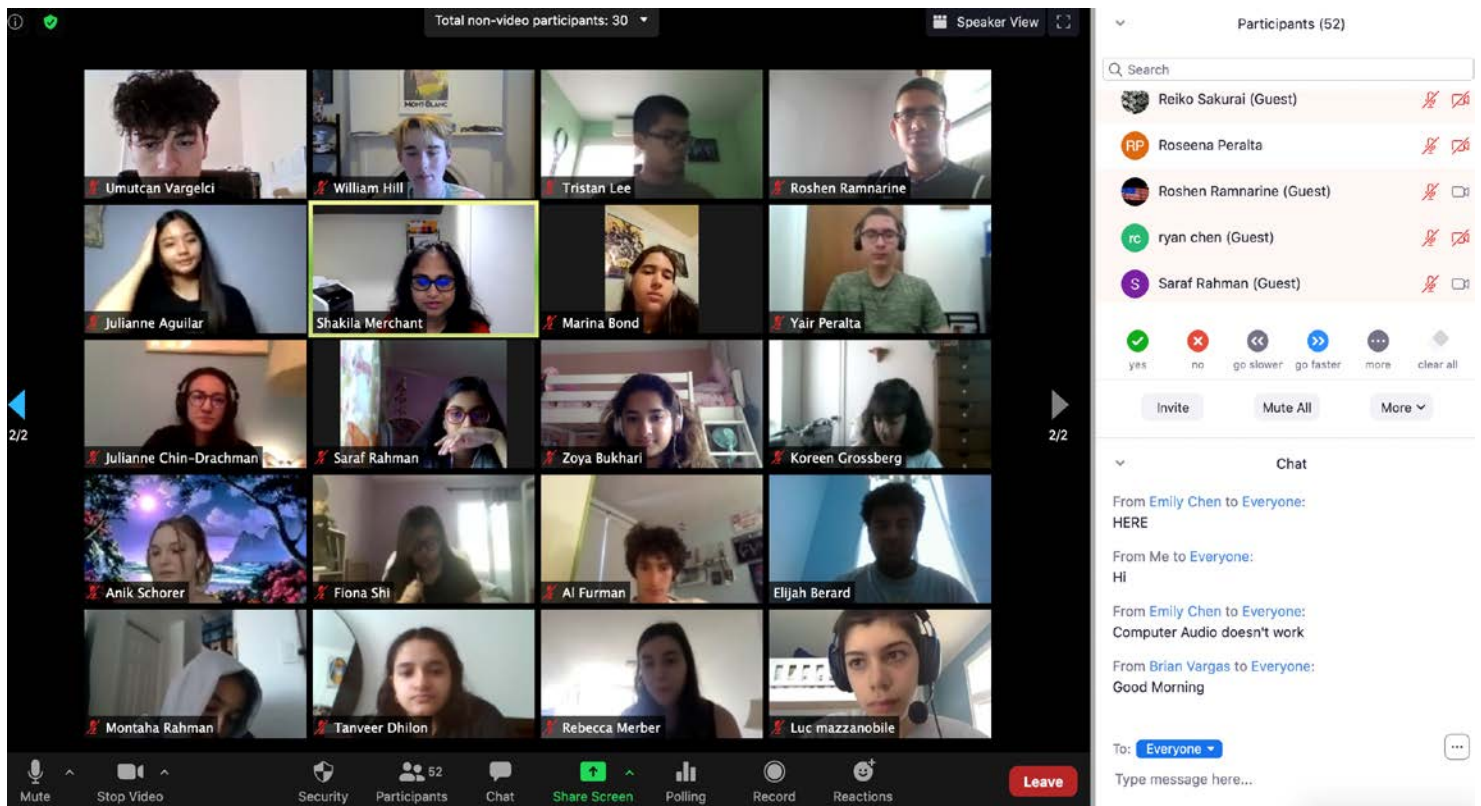 Total non-video participants: 30
Speaker View
MONT-BLANC
Umutcan Vargelci
William Hill
Tristan Lee
Roshen Ramnarine
Julianne Aguilar
Shakila Merchant
Marina Bond
Yair Peralta
Julianne Chin-Drachman
Saraf Rahman
Zoya Bukhari
Koreen Grossberg
Anik Schorer
Fiona Shi
Al Furman
Elijah Berard
Montaha Rahman
Tanveer Dhilon
Rebecca Merber
Luc mazzanobile
2/2
2/2
Mute
Stop Video
Security
52
Participants
Chat
Share Screen
Polling
Record
Reactions
Leave
Participants (52)
Search
Reiko Sakurai (Guest)
RP
Roseena Peralta
Roshen Ramnarine (Guest)
rc
ryan chen (Guest)
S
Saraf Rahman (Guest)
yes
no
go slower
go faster
more
clear all
Invite
Mute All
More
Chat
From Emily Chen to Everyone:
HERE
From Me to Everyone:
Hi
From Emily Chen to Everyone:
Computer Audio doesn't work
From Brian Vargas to Everyone:
Good Morning
To: Everyone
Type message here...